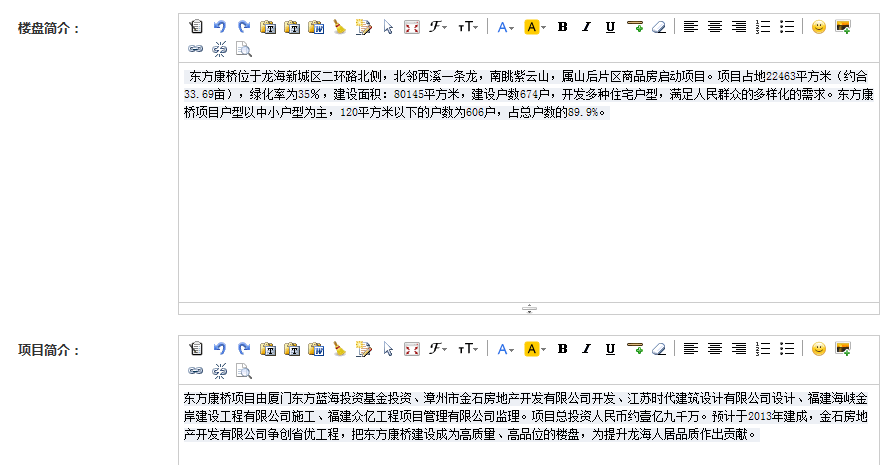 楼盘简介：
东方康桥位于龙海新城区二环路北侧，北邻西溪一条龙，南眺紫云山，属山后片区商品房启动项目。项目占地22463平方米（约合
33.69亩），绿化率为35%，建设面积：80145平方米，建设户数674户，开发多种住宅户型，满足人民群众的多样化的需求。东方康
桥项目户型以中小户型为主，120平方米以下的户数为606户，占总户数的89.9%。
项目简介：
东方康桥项目由厦门东方蓝海投资基金投资、漳州市金石房地产开发有限公司开发、江苏时代建筑设计有限公司设计、福建海峡金
岸建设工程有限公司施工、福建众亿工程项目管理有限公司监理。项目总投资人民币约壹亿九千万。预计于2013年建成，金石房地
产开发有限公司争创省优工程，把东方康桥建设成为高质量、高品位的楼盘，为提升龙海人居品质作出贡献。